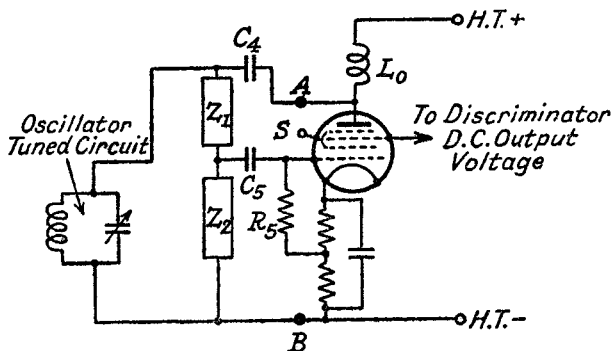 H.T.+
C4
L0
A
Z1
S
To Discriminator
D.C. Output
Voltage
Oscillator
Tuned Circuit
C5
R5
Z2
B
H.T.-